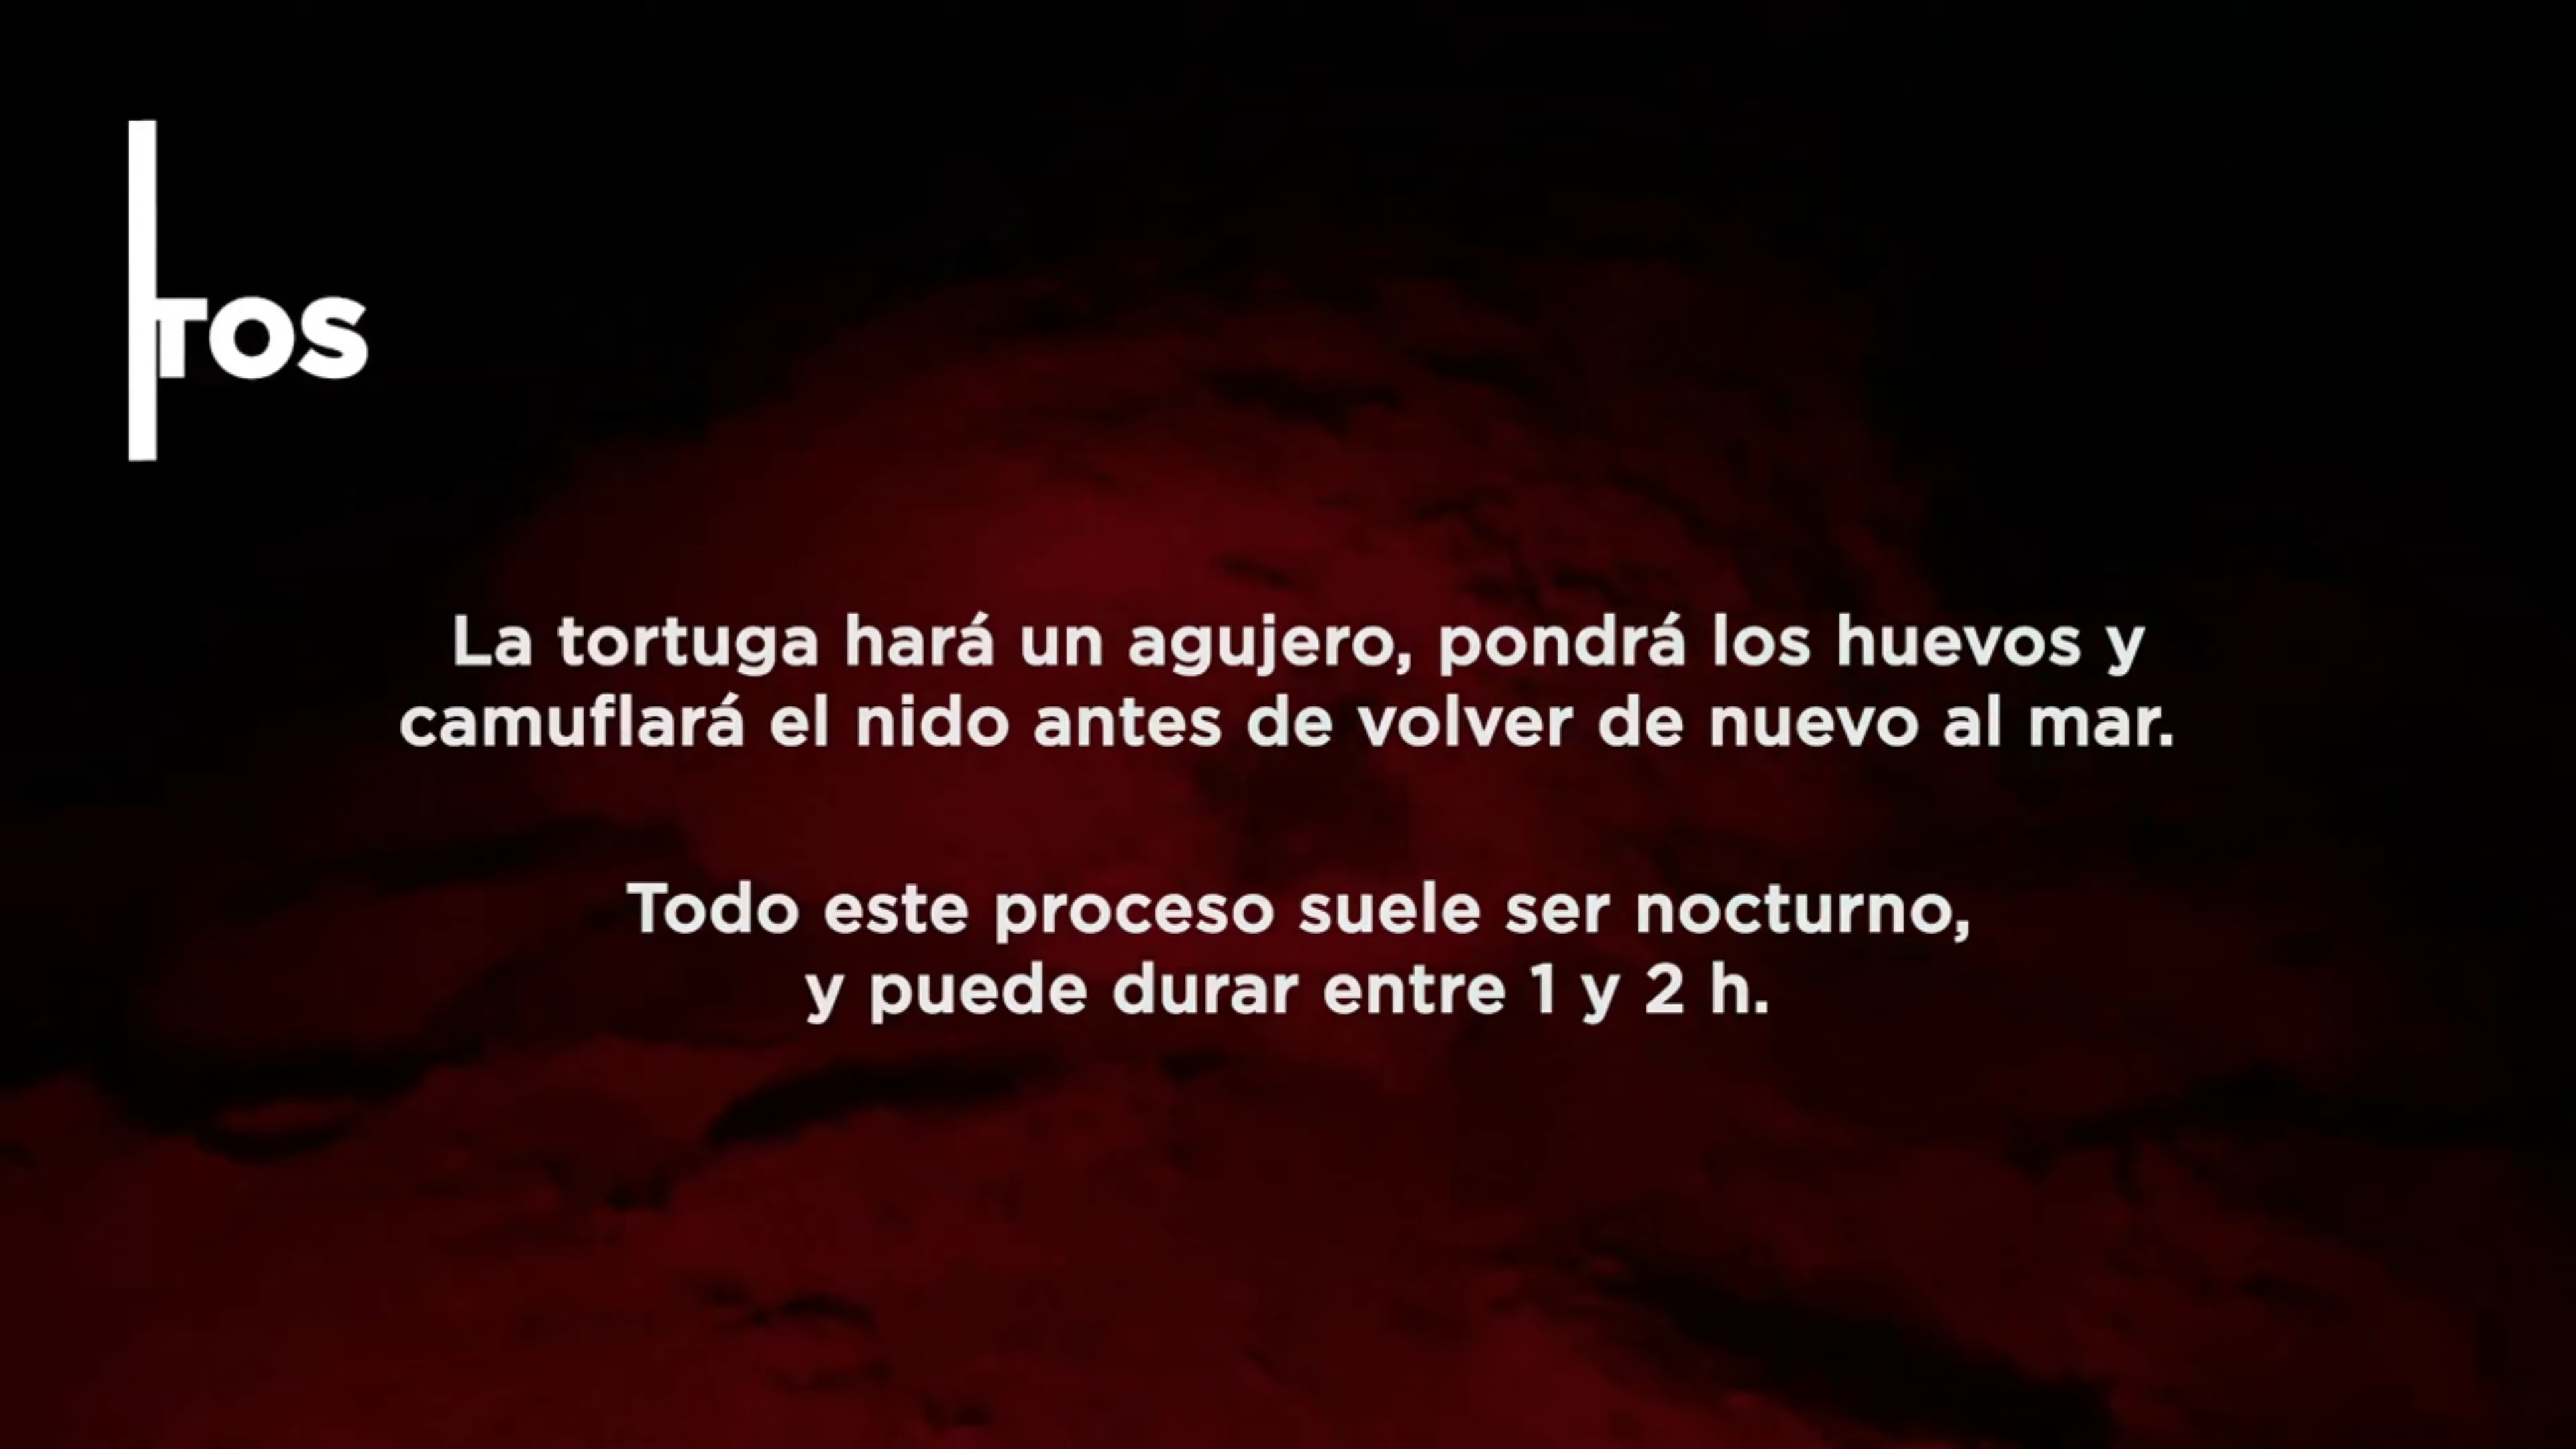 TOS
La tortuga hará un agujero, pondrá los huevos y
camuflará el nido antes de volver de nuevo al mar.
Todo este proceso suele ser nocturno,
y puede durar entre 1 y 2 h.